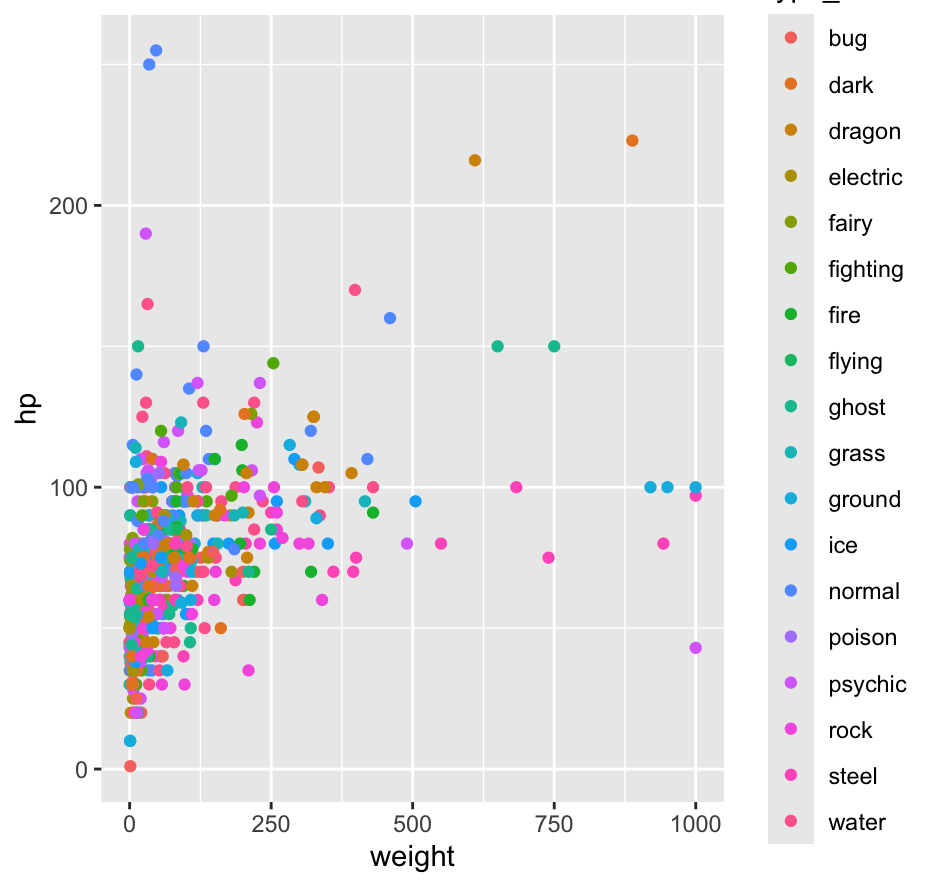 bug
dark
dragon
electric
fairy
fighting
fire
flying
ghost
grass
ground
ice
normal
poison
psychic
rock
steel
water
200
100
0
hp
0 250 500 750 1000
weight